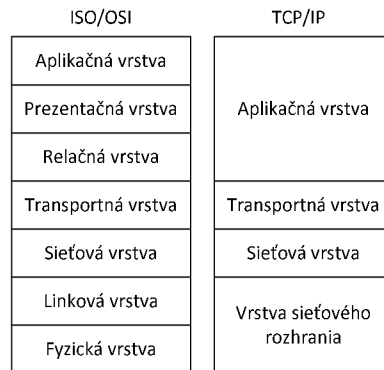 ISO/OSI
Aplikačná vrstva
Prezentačná vrstva
Relačná vrstva
Transportná vrstva
Sieťová vrstva
Linková vrstva
Fyzická vrstva
TCP/IP
Aplikačná vrstva
Transportná vrstva
Sieťová vrstva
Vrstva sieťového
rozhrania